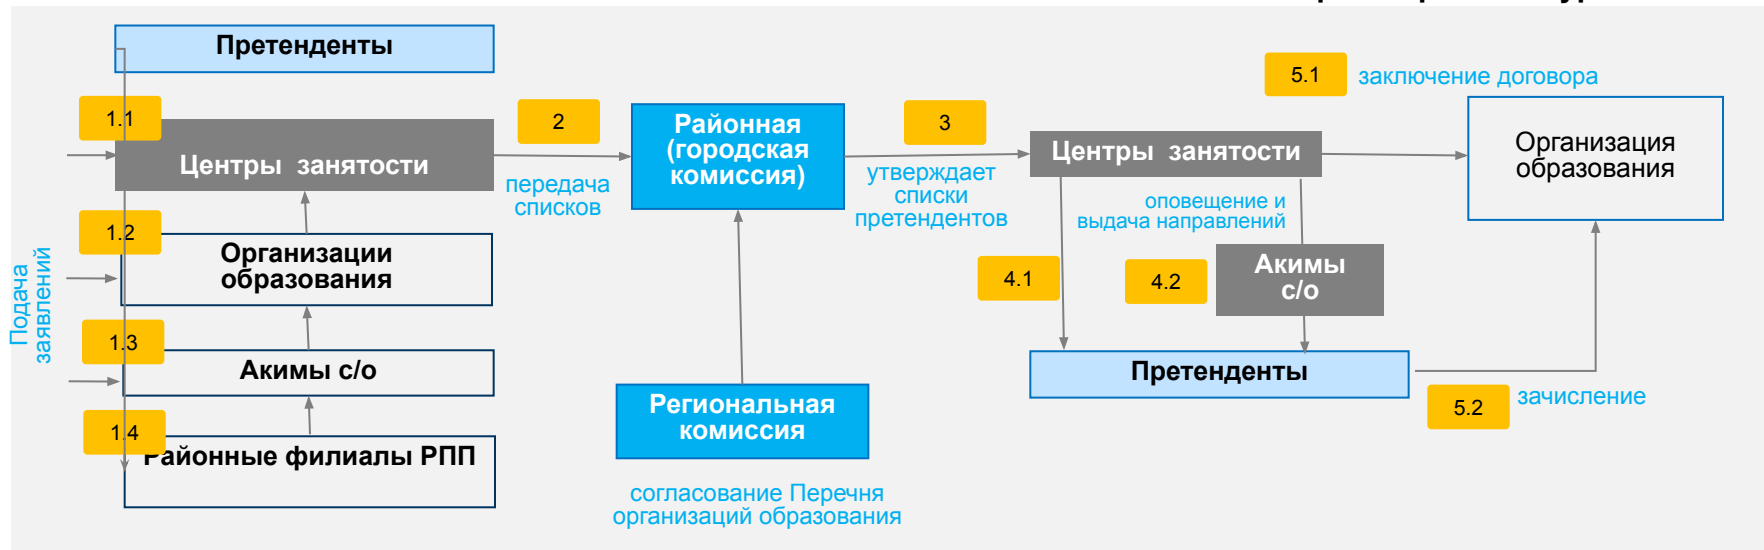 Претенденты
1.1
Центры занятости
1.2
Организации
образования
Подача
заявлений
1.3
Акимы с/о
1.4
Районные филиалы РПП
2
передача
списков
Районная
(городская
комиссия)
Региональная
комиссия
согласование Перечня
организаций образования
3
утверждает
списки
претендентов
Центры занятости
оповещение и
выдача направлений
4.1
4.2
Акимы
с/о
Претенденты
5.1
заключение договора
Организация
образования
5.2
зачисление